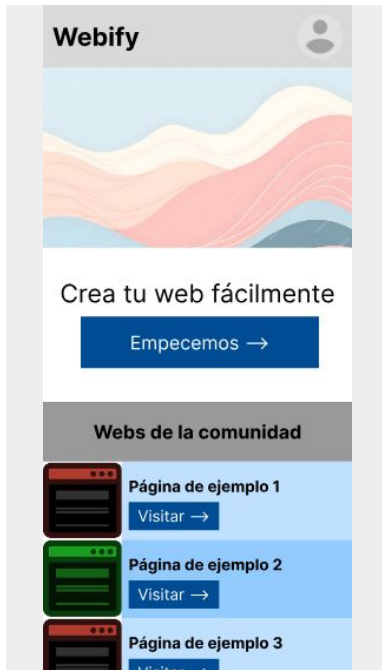 Webify
Crea tu web fácilmente
Empecemos →
Webs de la comunidad
Página de ejemplo 1
Visitar →
Página de ejemplo 2
Visitar →
Página de ejemplo 3
Visitar →